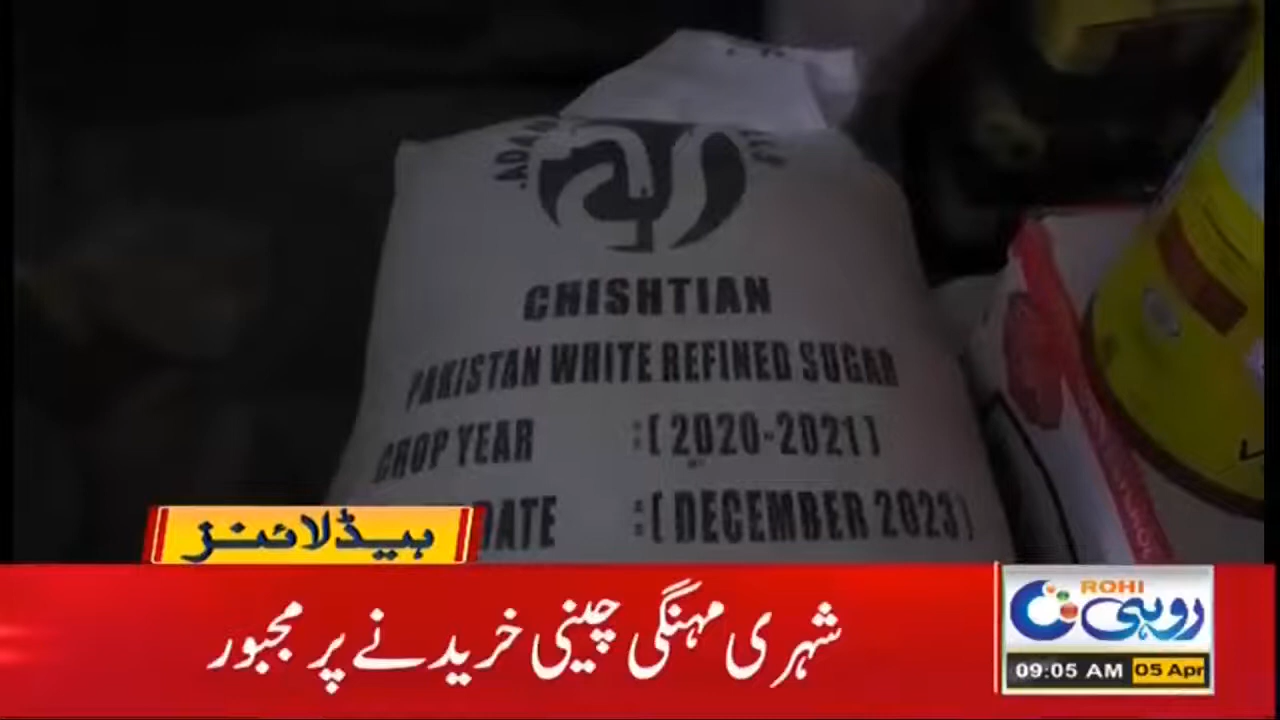 CHISHTIAN
PAKISTAN WHITE REFINED SUGAR
CROP YEAR :( 2020-2021 )
DATE :( DECEMBER 2023 )
ہیڈلائنز
شہری مہنگی چینی خریدنے پر مجبور
ROHI
روہی
09:05 AM 05 Apr